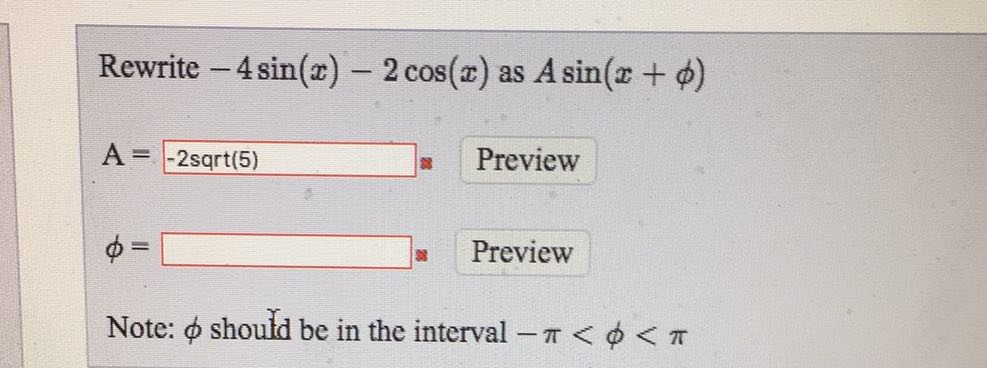 Rewrite −4 sin(x) − 2 cos(x) as A sin(x + ϕ)
A = -2sqrt(5) Preview
ϕ = Preview
Note: ϕ should be in the interval −π < ϕ < π